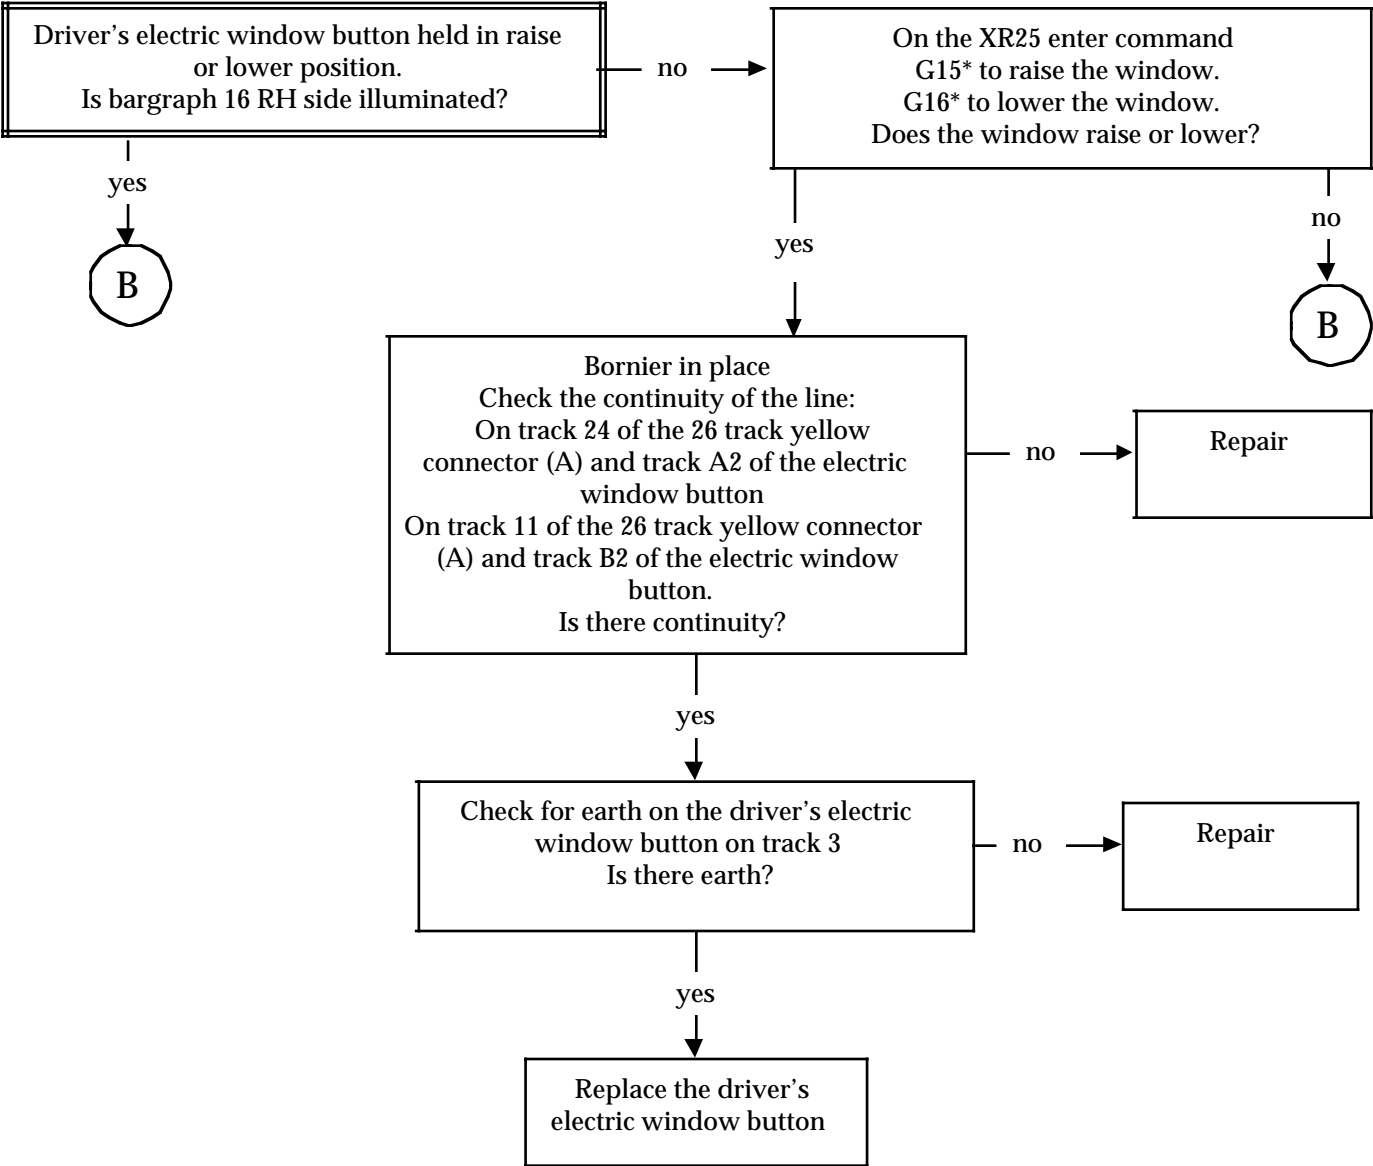 Driver's electric window button held in raise
or lower position.
Is bargraph 16 RH side illuminated?
no
On the XR25 enter command
G15* to raise the window.
G16* to lower the window.
Does the window raise or lower?
yes
B
yes
no
B
Bornier in place
Check the continuity of the line:
On track 24 of the 26 track yellow
connector (A) and track A2 of the electric
window button
On track 11 of the 26 track yellow connector
(A) and track B2 of the electric window
button.
Is there continuity?
no
Repair
yes
Check for earth on the driver's electric
window button on track 3
Is there earth?
no
Repair
yes
Replace the driver's
electric window button